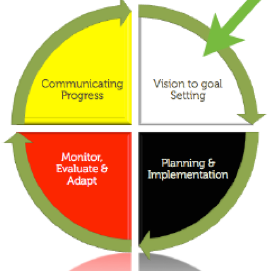 Communicating
Progress
Vision to goal
Setting
Monitor,
Evaluate &
Adapt
Planning &
Implementation